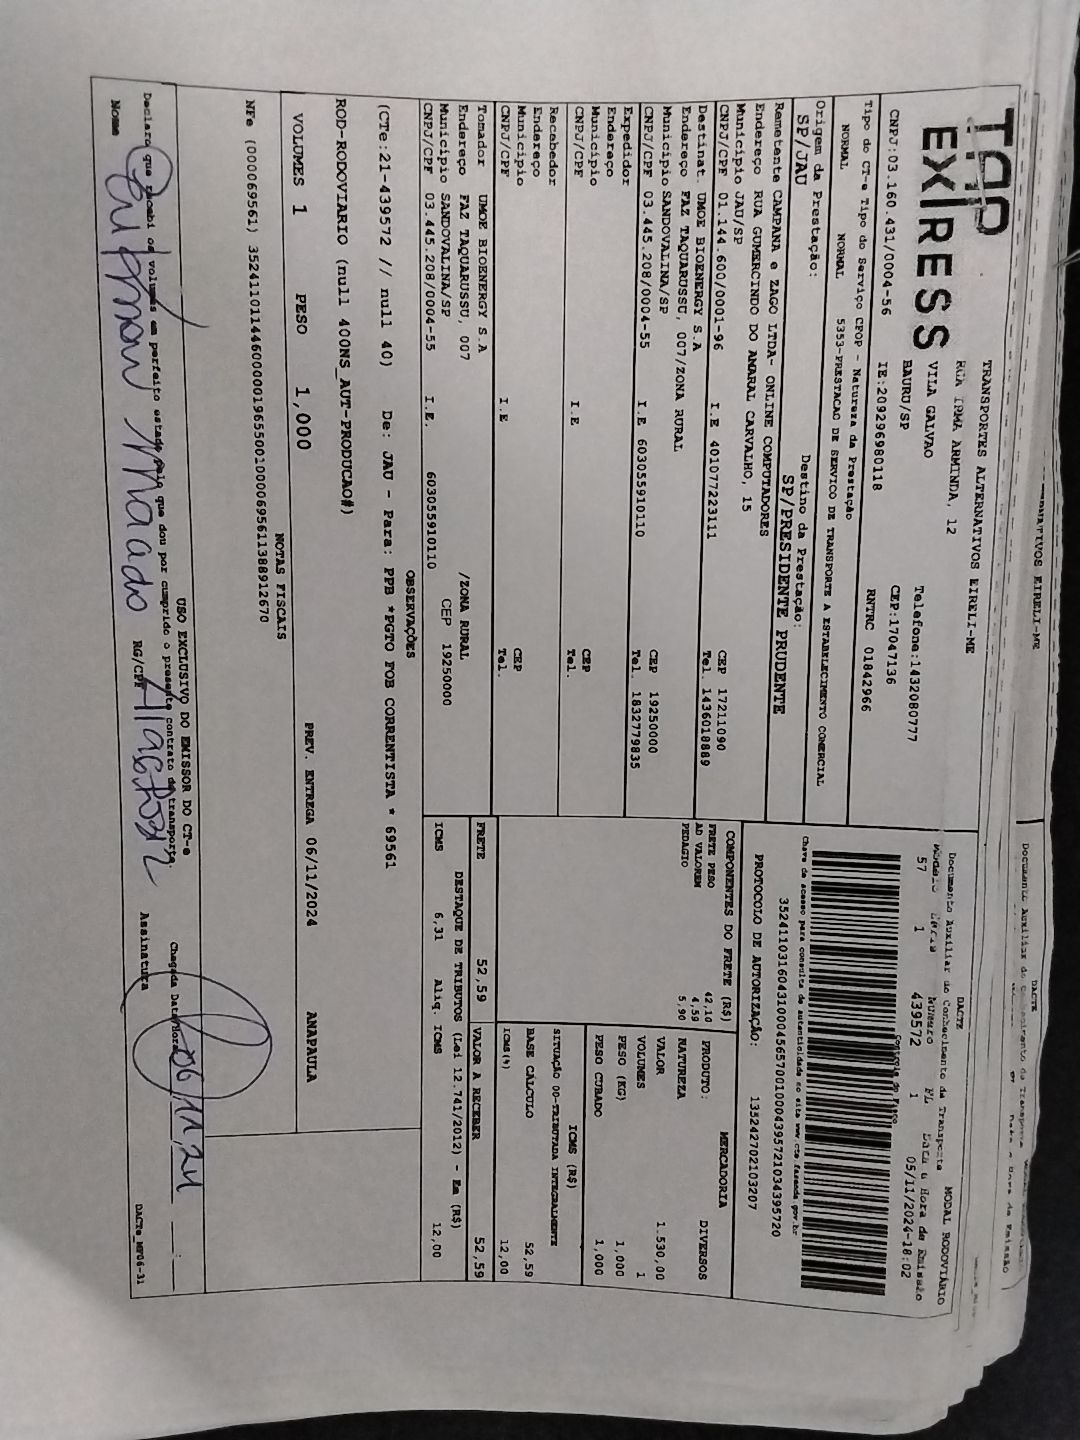 TRANSPORTES ALTERNATIVOS EIRELI-ME
TAP EXPRESS
RUA IRMA ARMINDA, 12
VILA GALVAO
Telefone:1432080777
BAURU/SP
CEP:17047136
CNPJ:03.160.431/0004-56 IE:209296980118 RNTRC 01842966
Tipo do CT-e Tipo do Serviço CFOP - Natureza da Prestação
NORMAL NORMAL 5353-PRESTACAO DE SERVICO DE TRANSPORTE A ESTABELECIMENTO COMERCIAL
Origem da Prestação: Destino da Prestação:
SP/JAU SP/PRESIDENTE PRUDENTE
Remetente CAMPANA e ZAGO LTDA- ONLINE COMPUTADORES
Endereço RUA GUMERCINDO DO AMARAL CARVALHO, 15
Município JAU/SP CEP 17211090
CNPJ/CPF 01.144.600/0001-96 I.E 401077223111 Tel. 1436018889
Destinat. UMOE BIOENERGY S.A
Endereço FAZ TAQUARUSSU, 007/ZONA RURAL
Município SANDOVALINA/SP CEP 19250000
CNPJ/CPF 03.445.208/0004-55 I.E 603055910110 Tel. 1832779835
Expedidor
Endereço
Município CEP
CNPJ/CPF I.E Tel.
Recebedor
Endereço
Município CEP
CNPJ/CPF I.E Tel.
Tomador UMOE BIOENERGY S.A
Endereço FAZ TAQUARUSSU, 007 /ZONA RURAL
Município SANDOVALINA/SP CEP 19250000
CNPJ/CPF 03.445.208/0004-55 I.E. 603055910110
DACTE
Documento Auxiliar do Conhecimento de Transporte MODAL RODOVIÁRIO
Modelo Série Número FL Data e Hora de Emissão
57 1 439572 1 05/11/2024-18:02
Chave de acesso para consulta de autenticidade no site www.cte.fazenda.gov.br
35241103160431000456570010004395721034395720
PROTOCOLO DE AUTORIZAÇÃO: 135242702103207
COMPONENTES DO FRETE (R$)
FRETE PESO 42,10
AD VALOREM 4,59
PEDAGIO 5,90
MERCADORIA
PRODUTO: DIVERSOS
NATUREZA
VALOR 1.530,00
VOLUMES 1
PESO (KG) 1,000
PESO CUBADO 1,000
ICMS (R$)
SITUAÇÃO 00-TRIBUTADA INTEGRALMENTE
BASE CÁLCULO 52,59
ICMS(%) 12,00
FRETE 52,59 VALOR A RECEBER 52,59
DESTAQUE DE TRIBUTOS (Lei 12.741/2012) - Em (R$)
ICMS 6,31 Aliq. ICMS 12,00
OBSERVAÇÕES
(CTe:21-439572 // null 40) De: JAU - Para: PPB *PGTO FOB CORRENTISTA * 69561
ROD-RODOVIARIO (null 400NS_AUT-PRODUCAO#)
VOLUMES 1 PESO 1,000 PREV. ENTREGA 06/11/2024 ANAPAULA
NOTAS FISCAIS
NFe (000069561) 35241101144600000196550010000695611388912670
USO EXCLUSIVO DO EMISSOR DO CT-e
Declaro que recebi os volumes em perfeito estado pelo que dou por cumprido o presente contrato de transporte.
Chegada Data/Hora 06/11/24 :
Nome RG/CPF Assinatura
DACTe_MF06-31